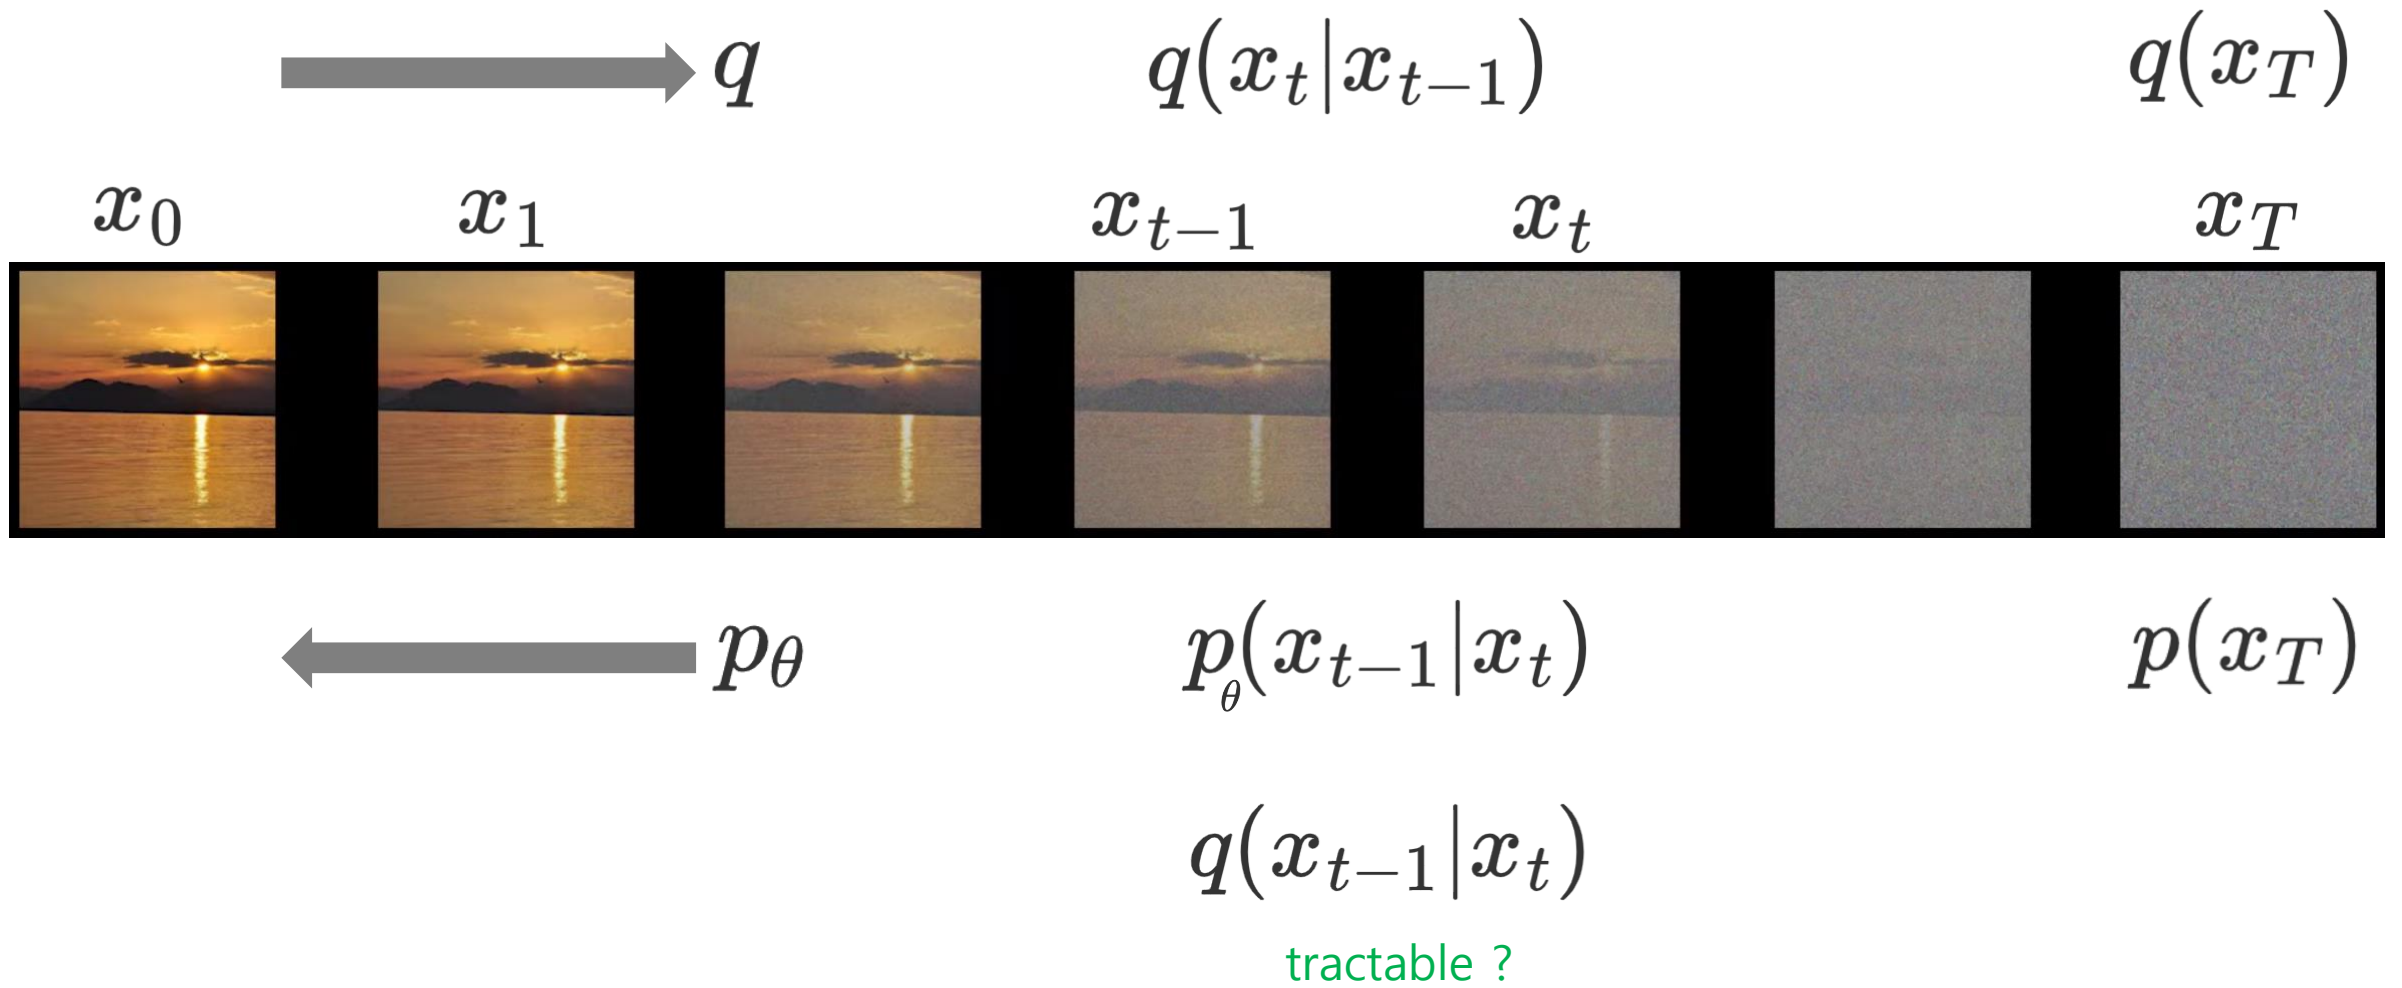 q q(x_t|x_{t-1}) q(x_T)
x_0 x_1 x_{t-1} x_t x_T
p_θ p_θ(x_{t-1}|x_t) p(x_T)
q(x_{t-1}|x_t)
tractable ?